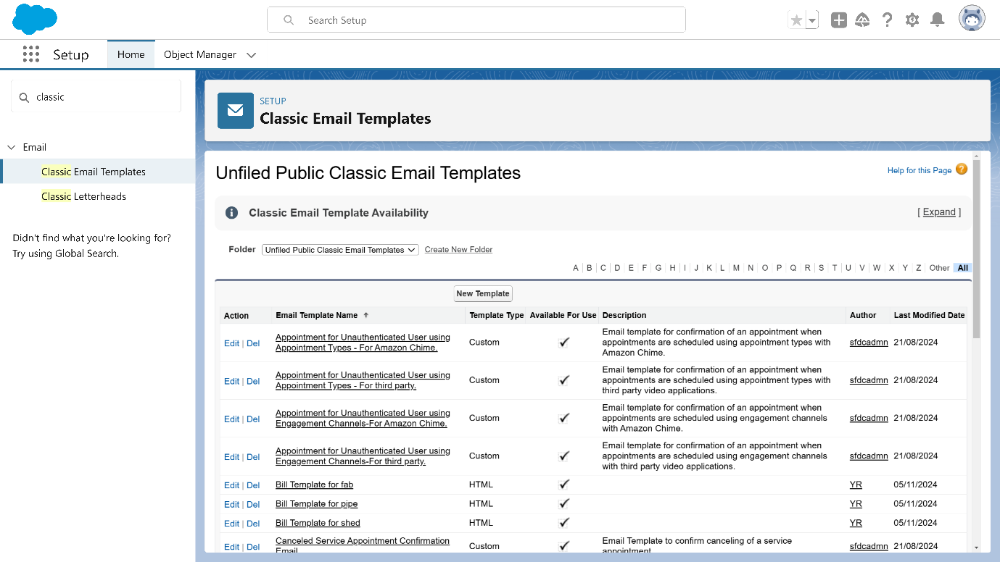 Search Setup
Setup
Home
Object Manager
classic
Email
Classic Email Templates
Classic Letterheads
Didn't find what you're looking for?
Try using Global Search.
SETUP
Classic Email Templates
Unfiled Public Classic Email Templates
Help for this Page
Classic Email Template Availability
[ Expand ]
Folder Unfiled Public Classic Email Templates Create New Folder
A B C D E F G H I J K L M N O P Q R S T U V W X Y Z Other All
New Template
Action Email Template Name Template Type Available For Use Description Author Last Modified Date
Edit | Del
Appointment for Unauthenticated User using
Appointment Types - For Amazon Chime.
Custom
Email template for confirmation of an appointment when
appointments are scheduled using appointment types with
Amazon Chime.
sfdcadmn 21/08/2024
Edit | Del
Appointment for Unauthenticated User using
Appointment Types - For third party.
Custom
Email template for confirmation of an appointment when
appointments are scheduled using appointment types with
third party video applications.
sfdcadmn 21/08/2024
Edit | Del
Appointment for Unauthenticated User using
Engagement Channels-For Amazon Chime.
Custom
Email template for confirmation of an appointment when
appointments are scheduled using engagement channels
with Amazon Chime.
sfdcadmn 21/08/2024
Edit | Del
Appointment for Unauthenticated User using
Engagement Channels-For third party.
Custom
Email template for confirmation of an appointment when
appointments are scheduled using engagement channels
with third party video applications.
sfdcadmn 21/08/2024
Edit | Del Bill Template for fab HTML YR 05/11/2024
Edit | Del Bill Template for pipe HTML YR 05/11/2024
Edit | Del Bill Template for shed HTML YR 05/11/2024
Edit | Del
Canceled Service Appointment Confirmation
Email
Custom
Email Template to confirm canceling of a service
appointment
sfdcadmn 21/08/2024